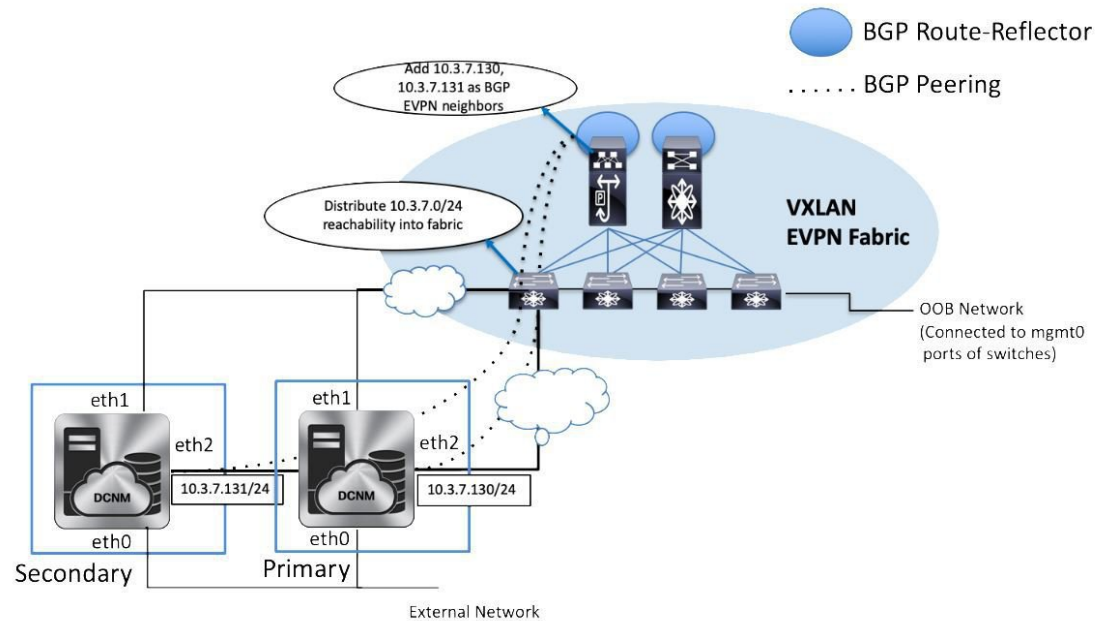 BGP Route-Reflector
...... BGP Peering
Add 10.3.7.130,
10.3.7.131 as BGP
EVPN neighbors
P
Distribute 10.3.7.0/24
reachability into fabric
VXLAN
EVPN Fabric
OOB Network
(Connected to mgmt0
ports of switches)
eth1
eth1
eth2
eth2
DCNM
DCNM
10.3.7.131/24
10.3.7.130/24
eth0
eth0
Secondary
Primary
External Network